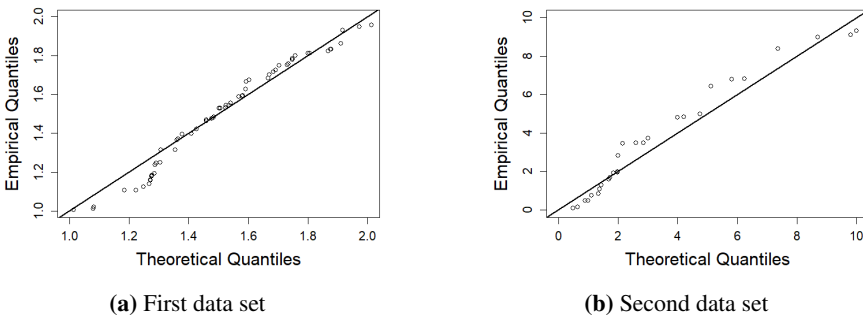 Empirical Quantiles
2.0
1.8
1.6
1.4
1.2
1.0
1.0 1.2 1.4 1.6 1.8 2.0
Theoretical Quantiles
(a) First data set
Empirical Quantiles
10
8
6
4
2
0
0 2 4 6 8 10
Theoretical Quantiles
(b) Second data set